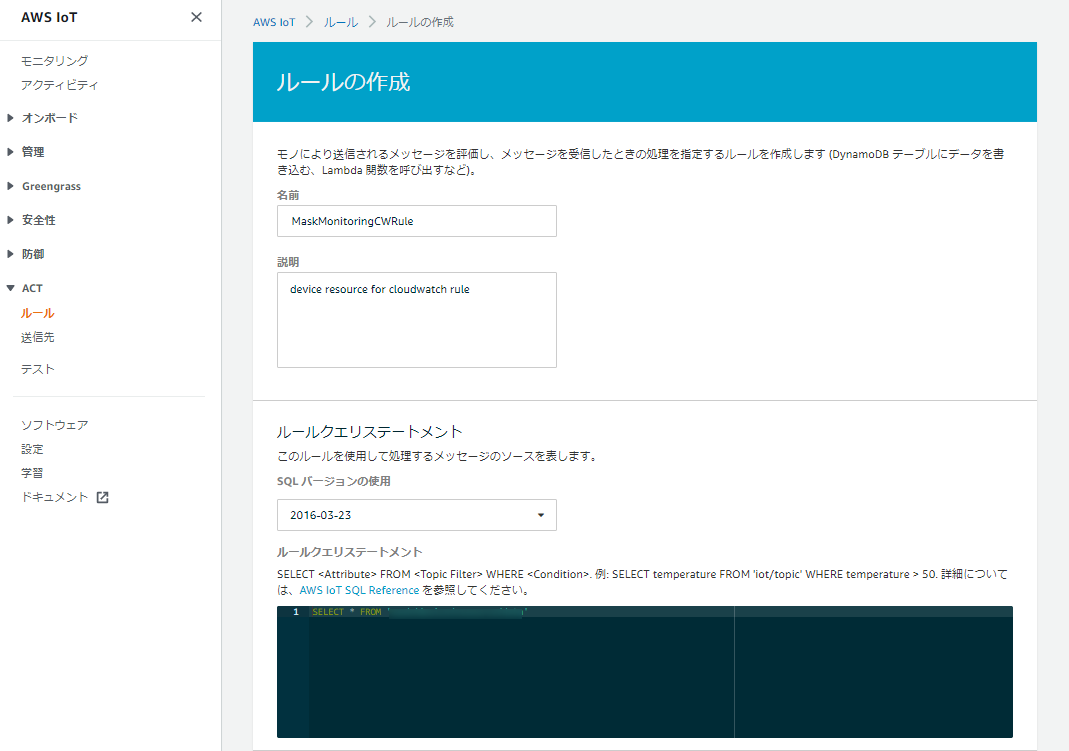 AWS IoT
モニタリング
アクティビティ
オンボード
管理
Greengrass
安全性
防御
ACT
ルール
送信先
テスト
ソフトウェア
設定
学習
ドキュメント
AWS IoT > ルール > ルールの作成
ルールの作成
モノにより送信されるメッセージを評価し、メッセージを受信したときの処理を指定するルールを作成します (DynamoDB テーブルにデータを書
き込む、Lambda 関数を呼び出すなど)。
名前
MaskMonitoringCWRule
説明
device resource for cloudwatch rule
ルールクエリステートメント
このルールを使用して処理するメッセージのソースを表します。
SQL バージョンの使用
2016-03-23
ルールクエリステートメント
SELECT <Attribute> FROM <Topic Filter> WHERE <Condition>. 例: SELECT temperature FROM 'iot/topic' WHERE temperature > 50. 詳細について
は、AWS IoT SQL Reference を参照してください。
1 SELECT * FROM '